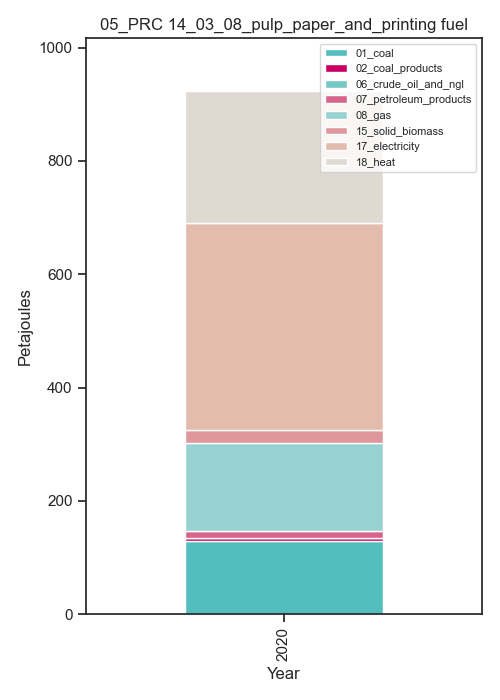 05_PRC 14_03_08_pulp_paper_and_printing fuel
01_coal
02_coal_products
06_crude_oil_and_ngl
07_petroleum_products
08_gas
15_solid_biomass
17_electricity
18_heat
1000
800
600
400
200
0
Petajoules
2020
Year